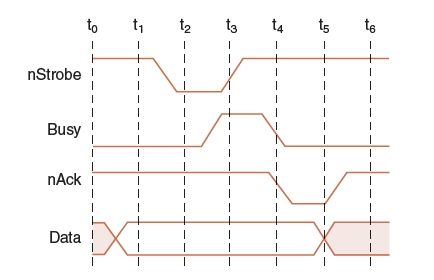 t0 t1 t2 t3 t4 t5 t6
nStrobe
Busy
nAck
Data